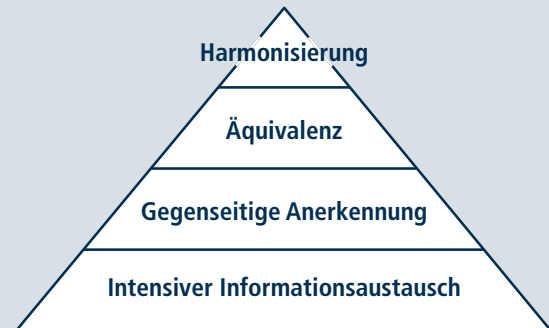 Harmonisierung
Äquivalenz
Gegenseitige Anerkennung
Intensiver Informationsaustausch